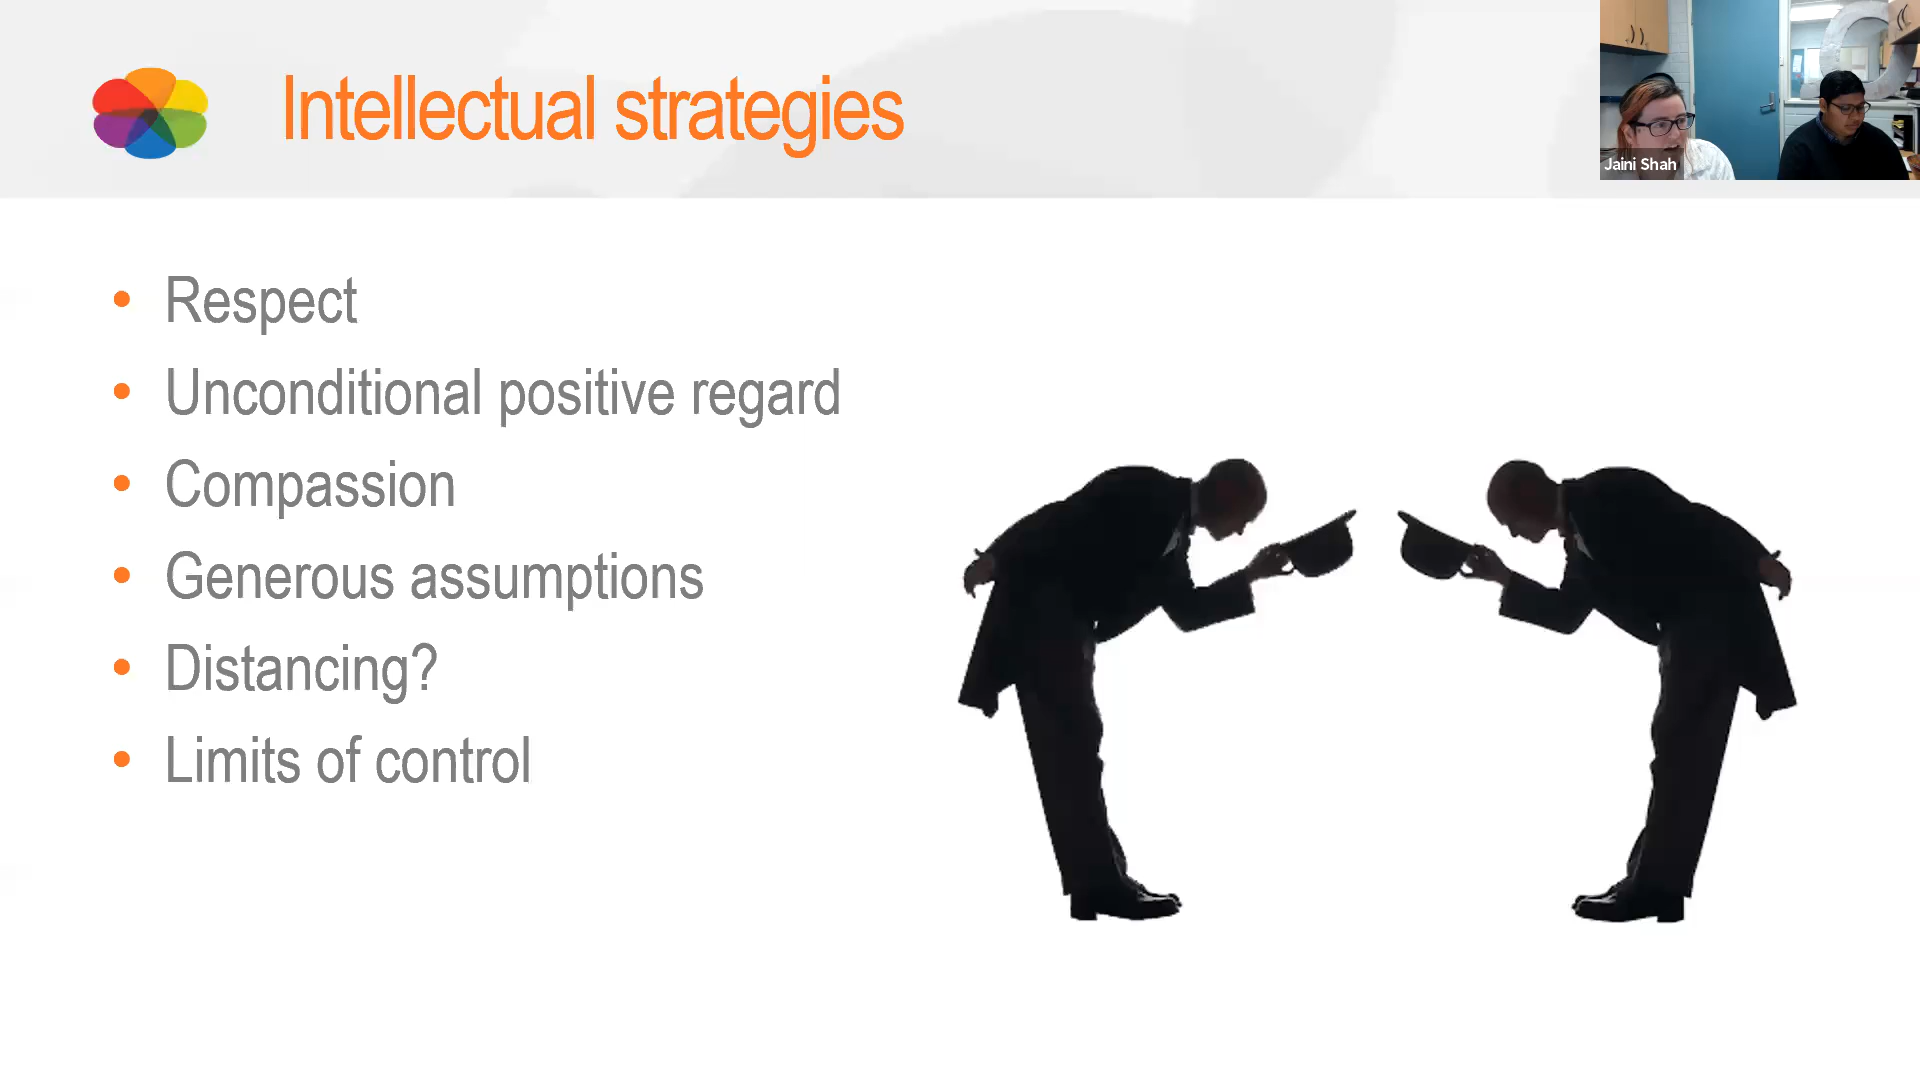 Intellectual strategies
Jaini Shah
• Respect
• Unconditional positive regard
• Compassion
• Generous assumptions
• Distancing?
• Limits of control